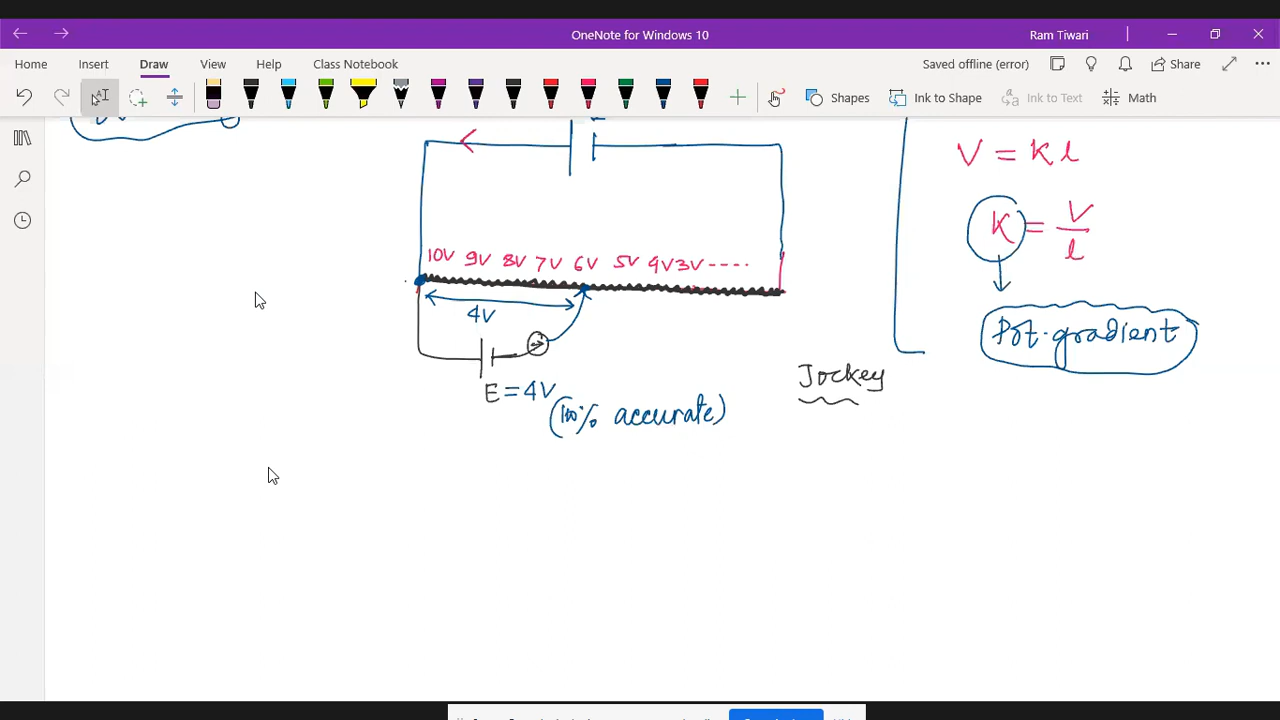 OneNote for Windows 10
Ram Tiwari
Home Insert Draw View Help Class Notebook
Saved offline (error) Share
Shapes Ink to Shape Ink to Text Math
V = K l
K = V / l
10V 9V 8V 7V 6V 5V 4V 3V ----
4V
Pot. gradient
E = 4V
(100% accurate)
Jockey